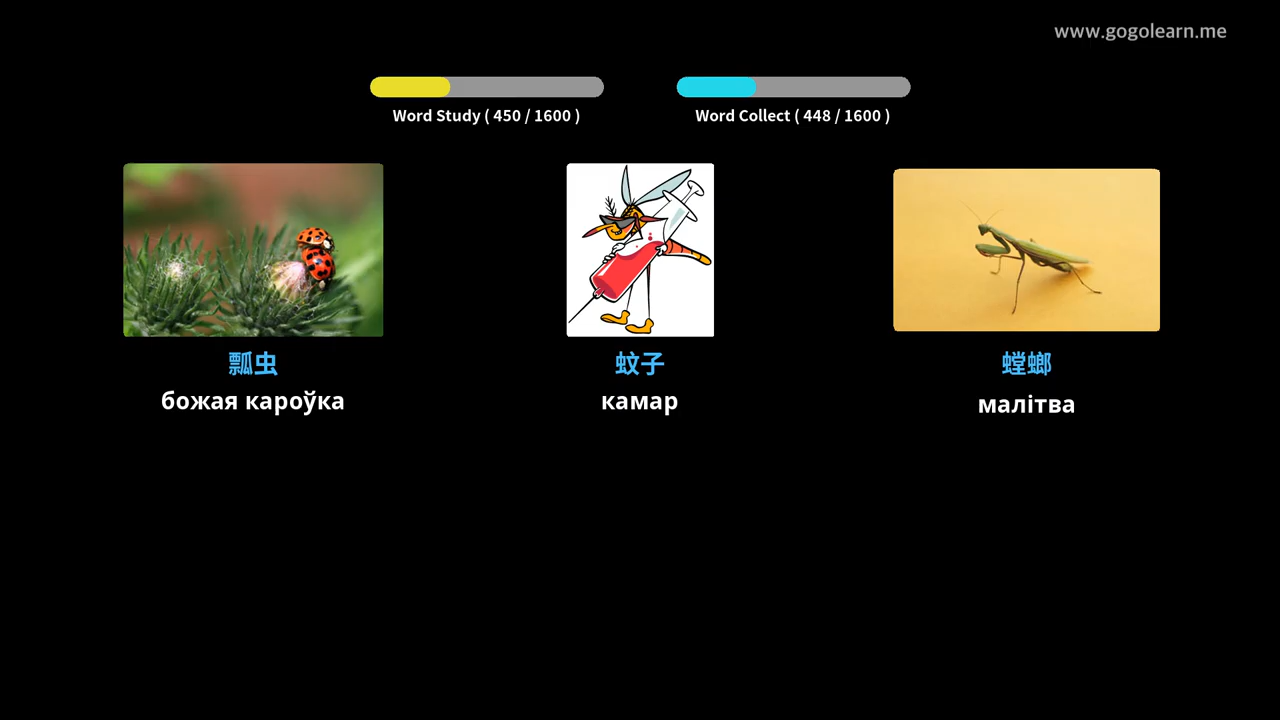 www.gogolearn.me
Word Study ( 450 / 1600 )
Word Collect ( 448 / 1600 )
瓢虫
божая кароўка
蚊子
камар
螳螂
малітва